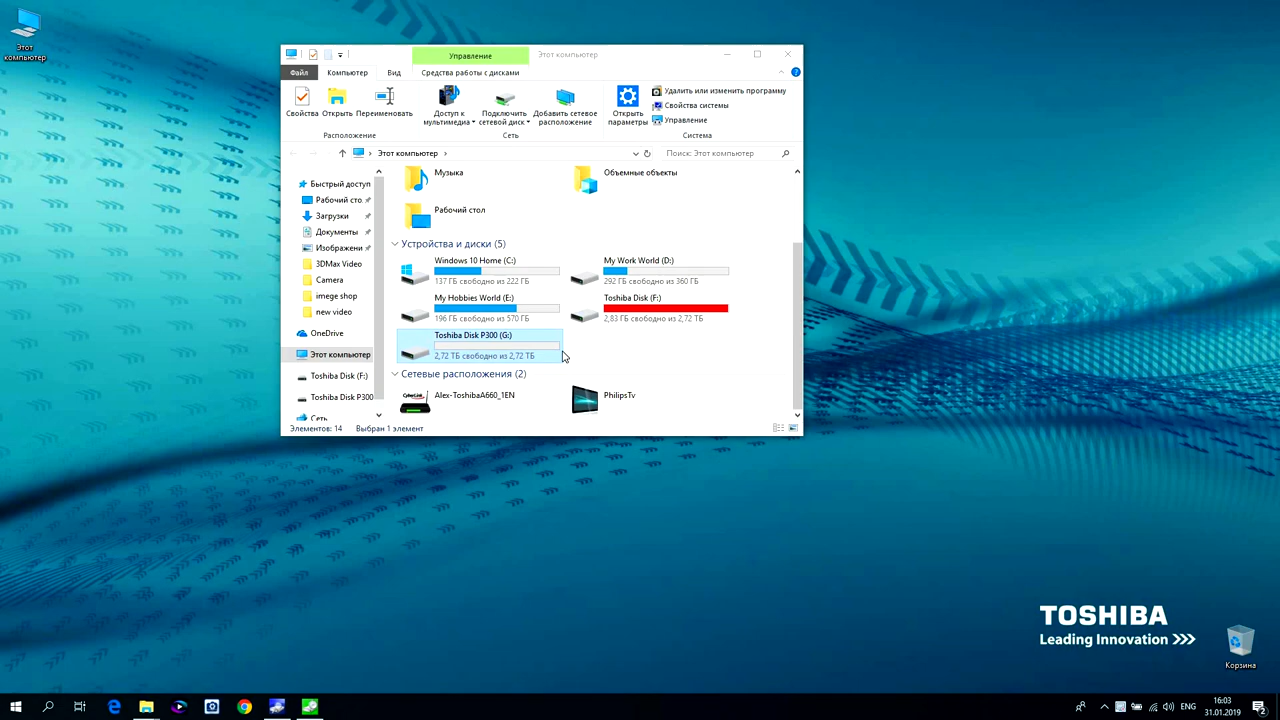 Этот
компьютер
Управление
Этот компьютер
Файл
Компьютер
Вид
Средства работы с дисками
Свойства
Открыть
Переименовать
Доступ к
мультимедиа
Подключить
сетевой диск
Добавить сетевое
расположение
Открыть
параметры
Удалить или изменить программу
Свойства системы
Управление
Расположение
Сеть
Система
Этот компьютер
Поиск: Этот компьютер
Быстрый доступ
Рабочий сто
Загрузки
Документы
Изображени
3DMax Video
Camera
imege shop
new video
OneDrive
Этот компьютер
Toshiba Disk (F:)
Toshiba Disk P300
Сеть
Музыка
Объемные объекты
Рабочий стол
Устройства и диски (5)
Windows 10 Home (C:)
137 ГБ свободно из 222 ГБ
My Work World (D:)
292 ГБ свободно из 360 ГБ
My Hobbies World (E:)
196 ГБ свободно из 570 ГБ
Toshiba Disk (F:)
2,83 ГБ свободно из 2,72 ТБ
Toshiba Disk P300 (G:)
2,72 ТБ свободно из 2,72 ТБ
Сетевые расположения (2)
CyberLink
Alex-ToshibaA660_1EN
PhilipsTv
Элементов: 14
Выбран 1 элемент
TOSHIBA
Leading Innovation >>>
Корзина
ENG
16:03
31.01.2019
2